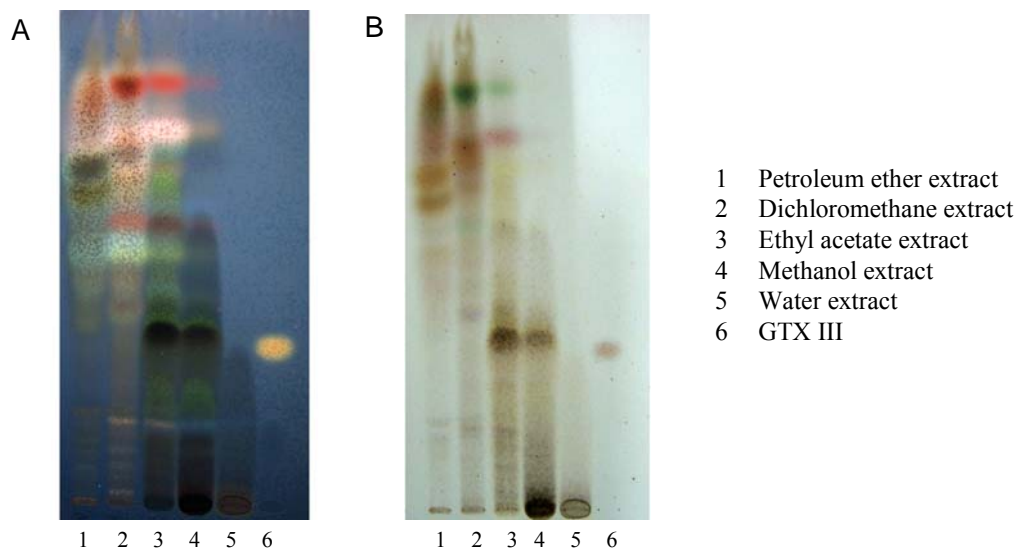 A
B
1 Petroleum ether extract
2 Dichloromethane extract
3 Ethyl acetate extract
4 Methanol extract
5 Water extract
6 GTX III
1 2 3 4 5 6
1 2 3 4 5 6